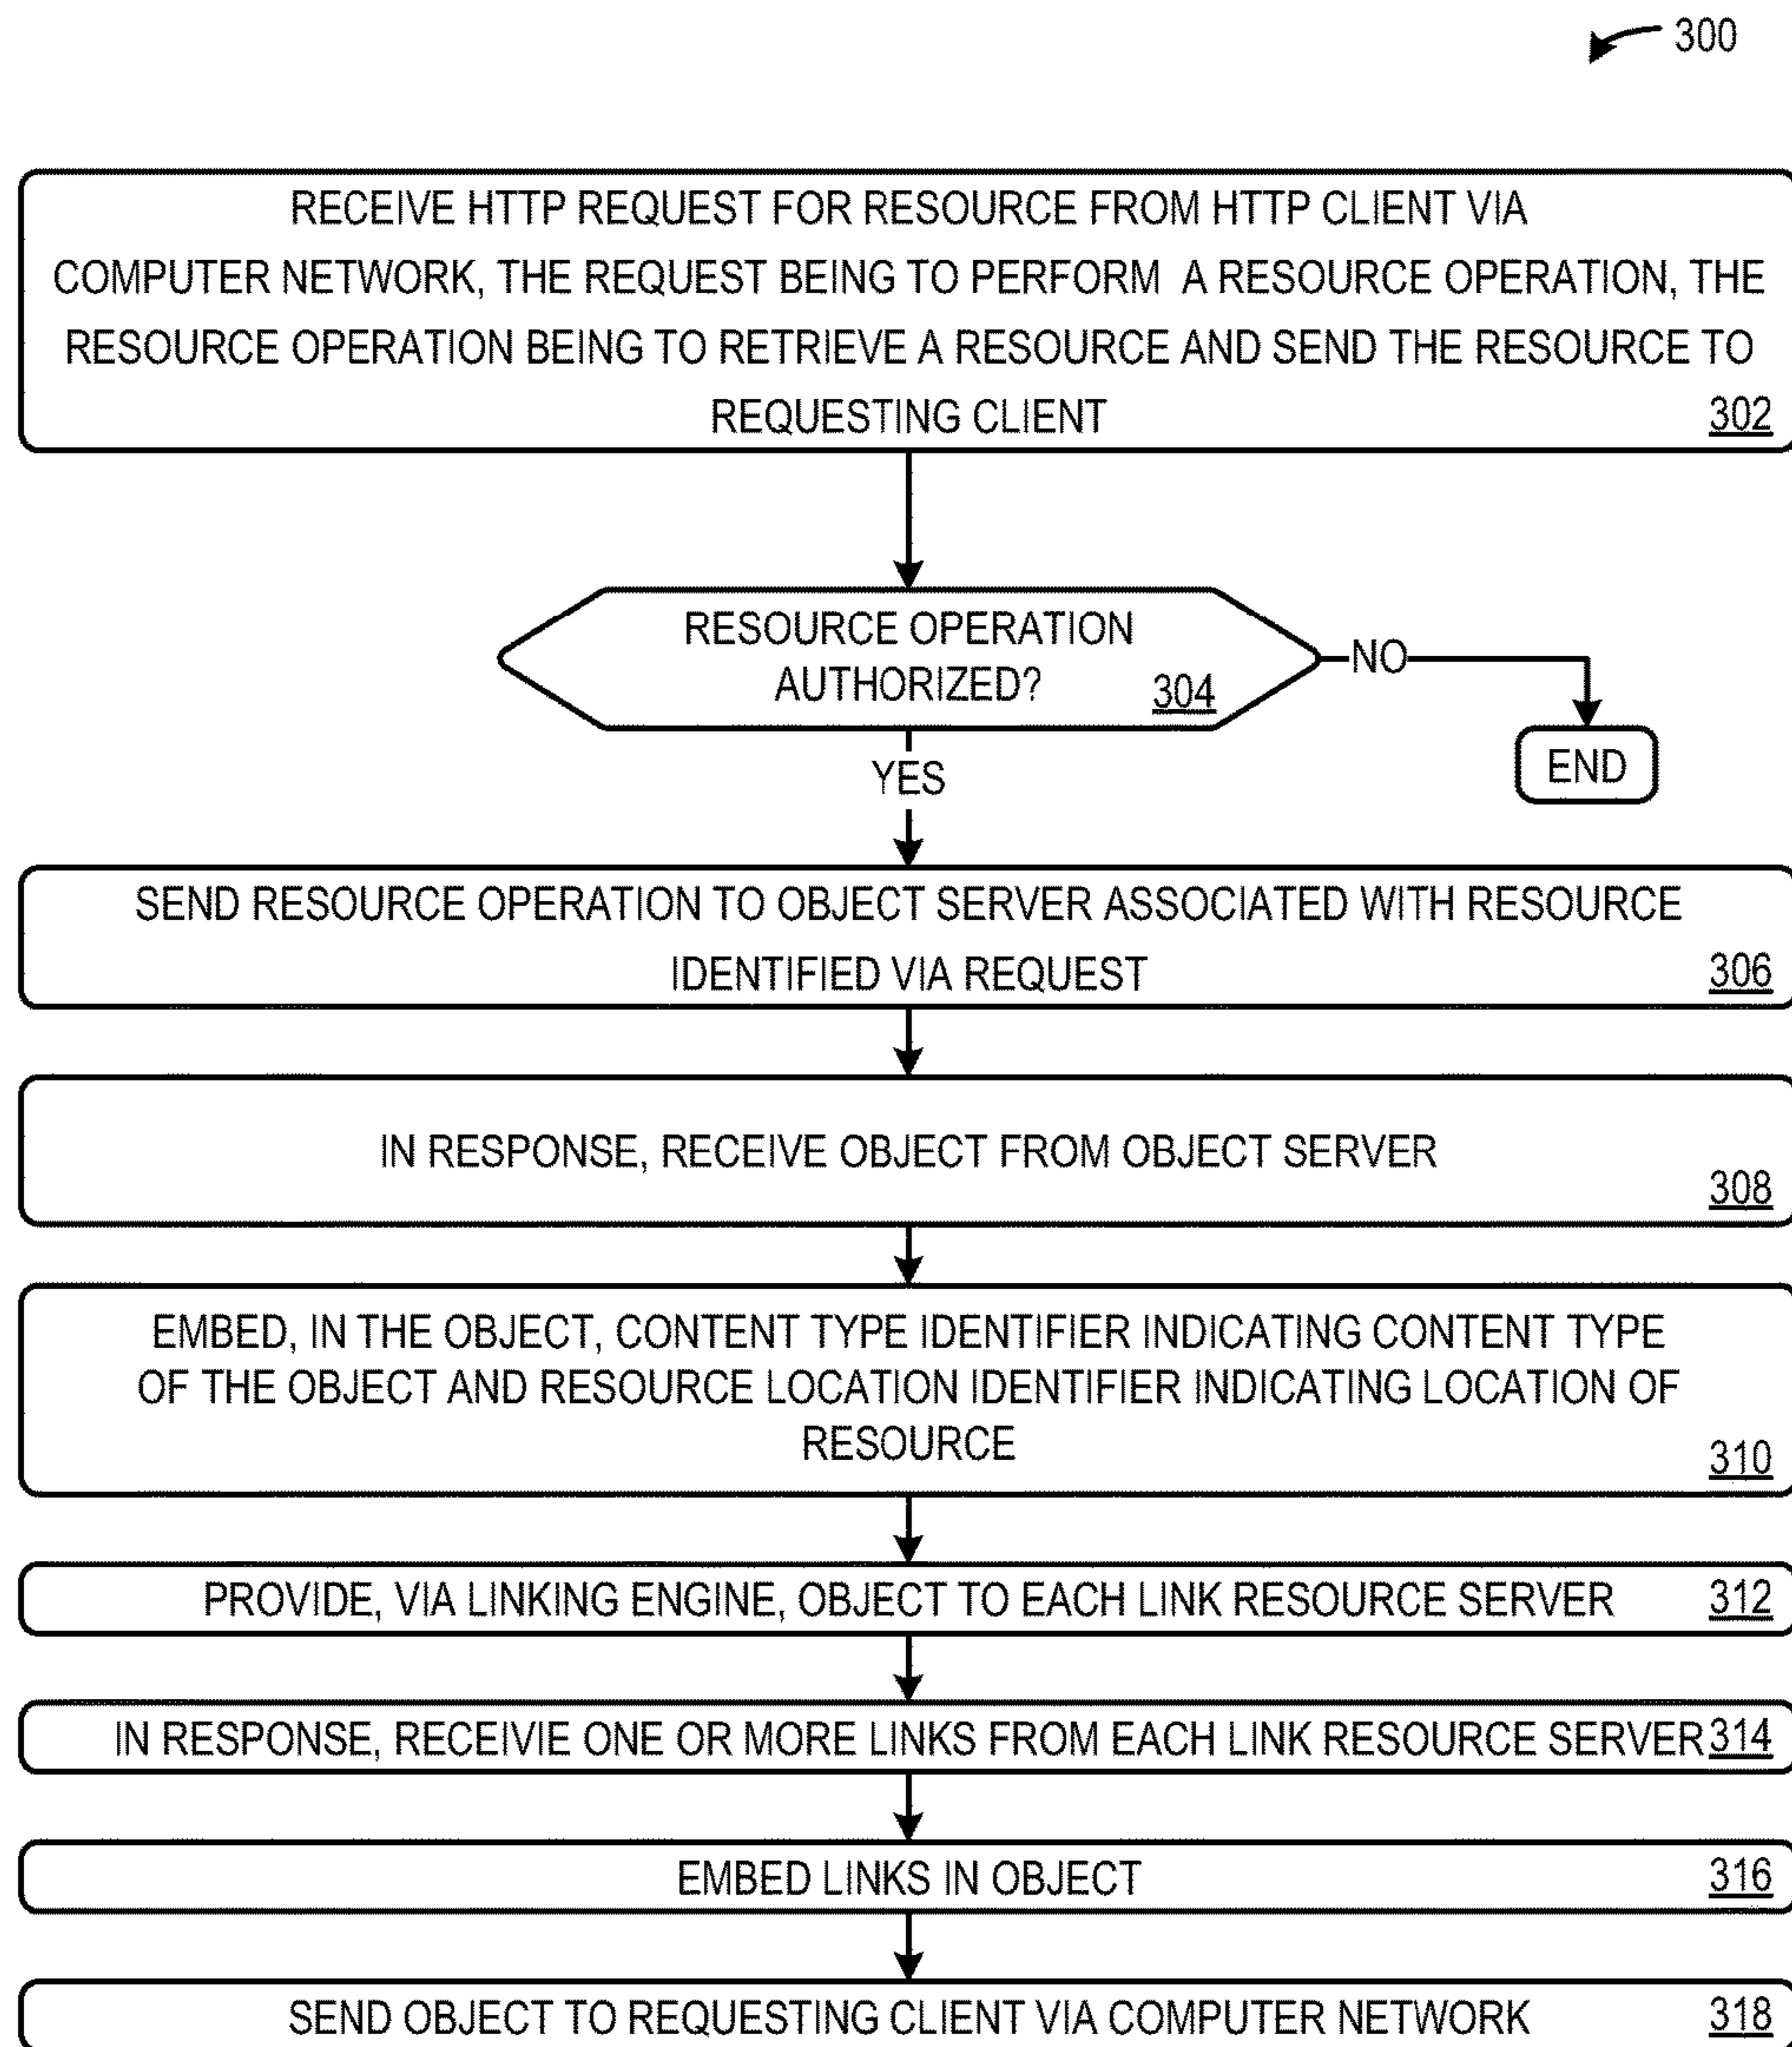 300
RECEIVE HTTP REQUEST FOR RESOURCE FROM HTTP CLIENT VIA
COMPUTER NETWORK, THE REQUEST BEING TO PERFORM A RESOURCE OPERATION, THE
RESOURCE OPERATION BEING TO RETRIEVE A RESOURCE AND SEND THE RESOURCE TO
REQUESTING CLIENT 302
RESOURCE OPERATION
AUTHORIZED? 304
NO
END
YES
SEND RESOURCE OPERATION TO OBJECT SERVER ASSOCIATED WITH RESOURCE
IDENTIFIED VIA REQUEST 306
IN RESPONSE, RECEIVE OBJECT FROM OBJECT SERVER
308
EMBED, IN THE OBJECT, CONTENT TYPE IDENTIFIER INDICATING CONTENT TYPE
OF THE OBJECT AND RESOURCE LOCATION IDENTIFIER INDICATING LOCATION OF
RESOURCE
310
PROVIDE, VIA LINKING ENGINE, OBJECT TO EACH LINK RESOURCE SERVER 312
IN RESPONSE, RECEIVIE ONE OR MORE LINKS FROM EACH LINK RESOURCE SERVER 314
EMBED LINKS IN OBJECT 316
SEND OBJECT TO REQUESTING CLIENT VIA COMPUTER NETWORK 318